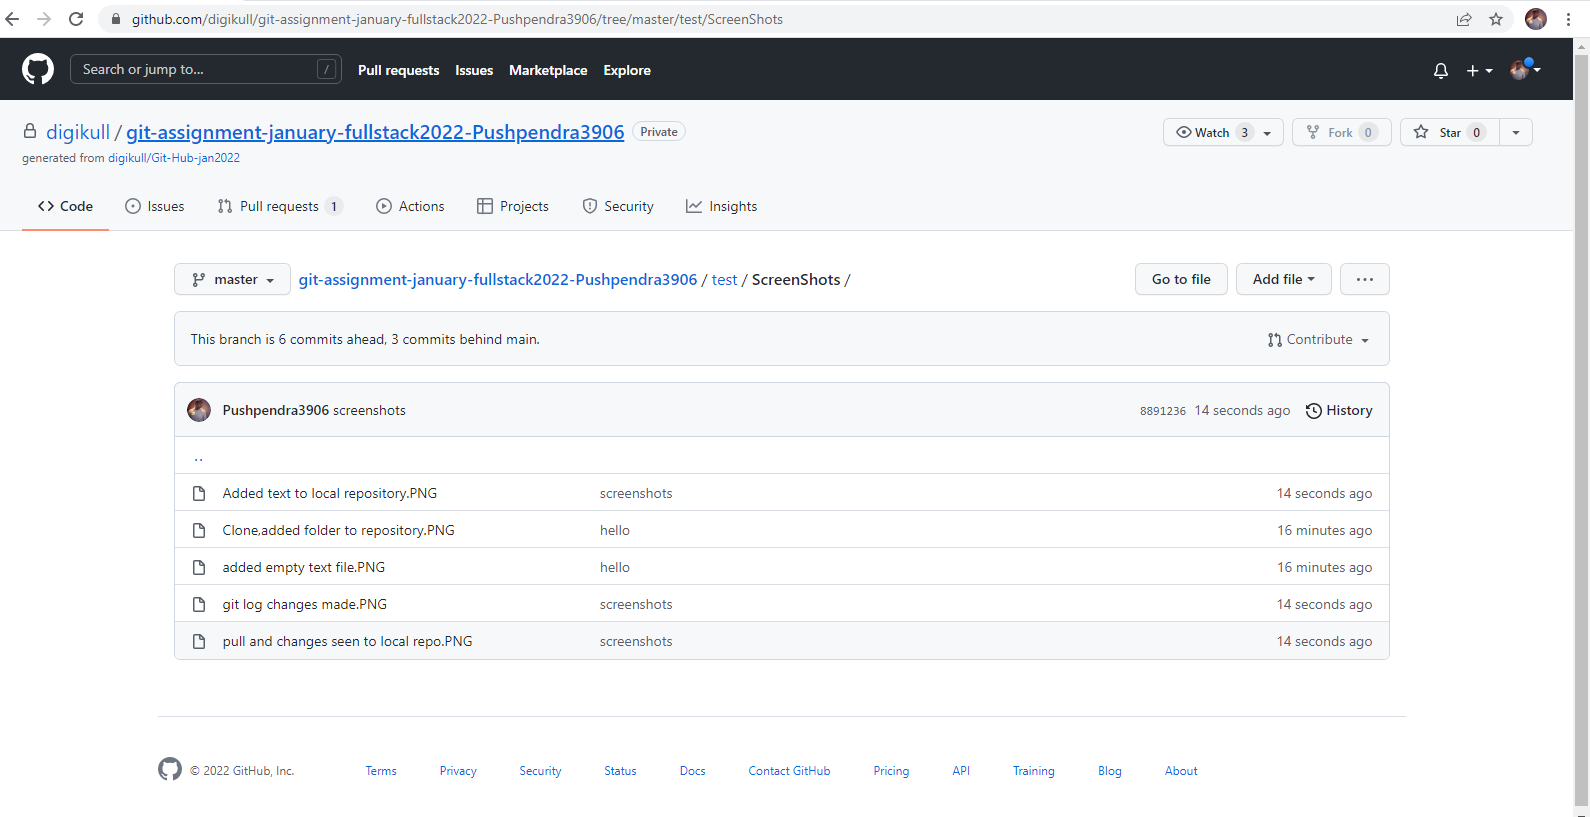 github.com/digikull/git-assignment-january-fullstack2022-Pushpendra3906/tree/master/test/ScreenShots
Search or jump to... / Pull requests Issues Marketplace Explore
digikull / git-assignment-january-fullstack2022-Pushpendra3906 Private Watch 3 Fork 0 Star 0
generated from digikull/Git-Hub-jan2022
Code Issues Pull requests 1 Actions Projects Security Insights
master git-assignment-january-fullstack2022-Pushpendra3906 / test / ScreenShots / Go to file Add file ...
This branch is 6 commits ahead, 3 commits behind main. Contribute
Pushpendra3906 screenshots 8891236 14 seconds ago History
..
Added text to local repository.PNG screenshots 14 seconds ago
Clone,added folder to repository.PNG hello 16 minutes ago
added empty text file.PNG hello 16 minutes ago
git log changes made.PNG screenshots 14 seconds ago
pull and changes seen to local repo.PNG screenshots 14 seconds ago
© 2022 GitHub, Inc. Terms Privacy Security Status Docs Contact GitHub Pricing API Training Blog About